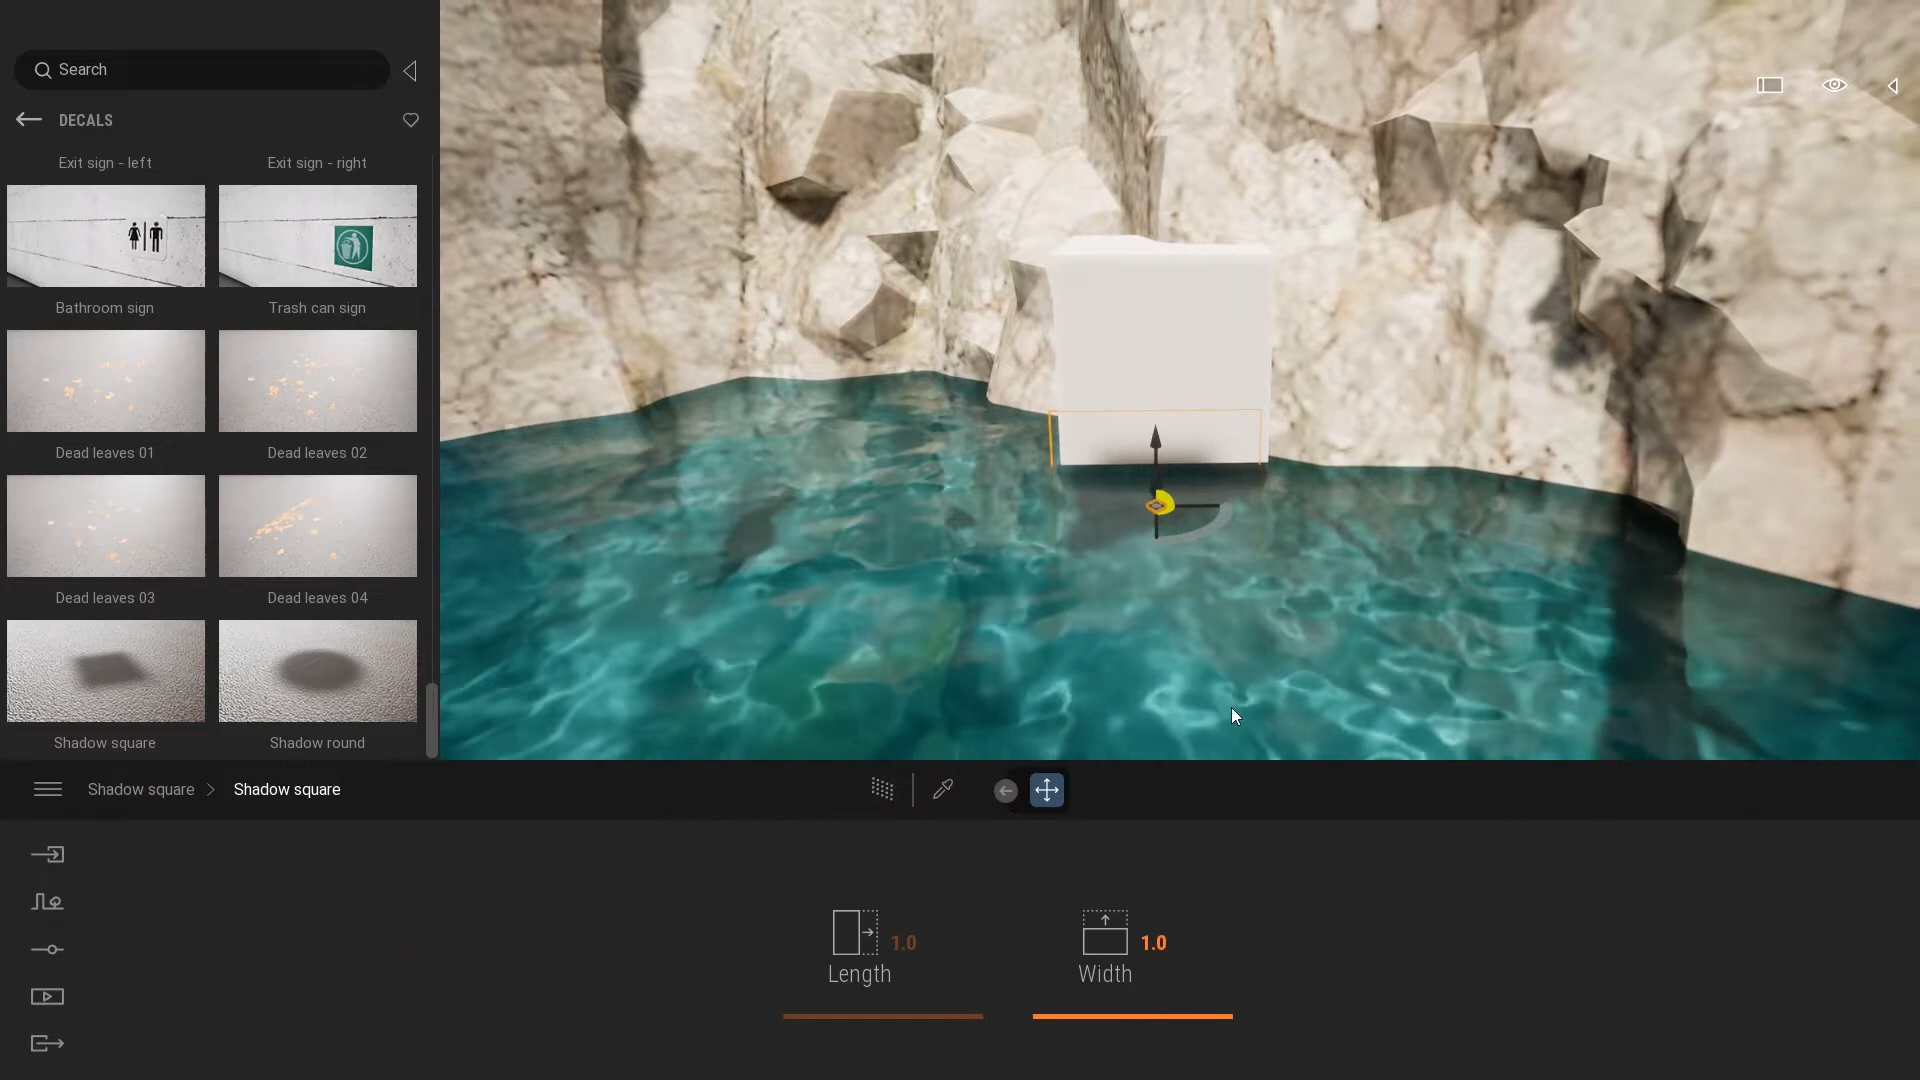 Search
DECALS
Exit sign - left
Exit sign - right
Bathroom sign
Trash can sign
Dead leaves 01
Dead leaves 02
Dead leaves 03
Dead leaves 04
Shadow square
Shadow round
Shadow square
Shadow square
1.0
Length
1.0
Width